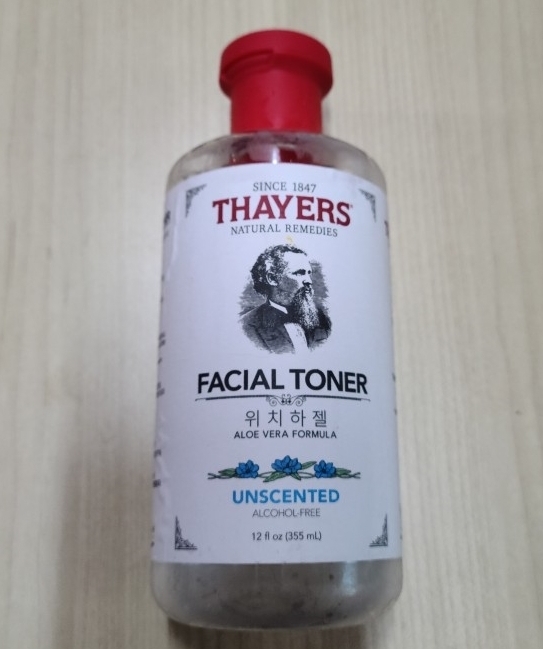 SINCE 1847
THAYERS
NATURAL REMEDIES
FACIAL TONER
위치하젤
ALOE VERA FORMULA
UNSCENTED
ALCOHOL-FREE
12 fl oz (355 mL)